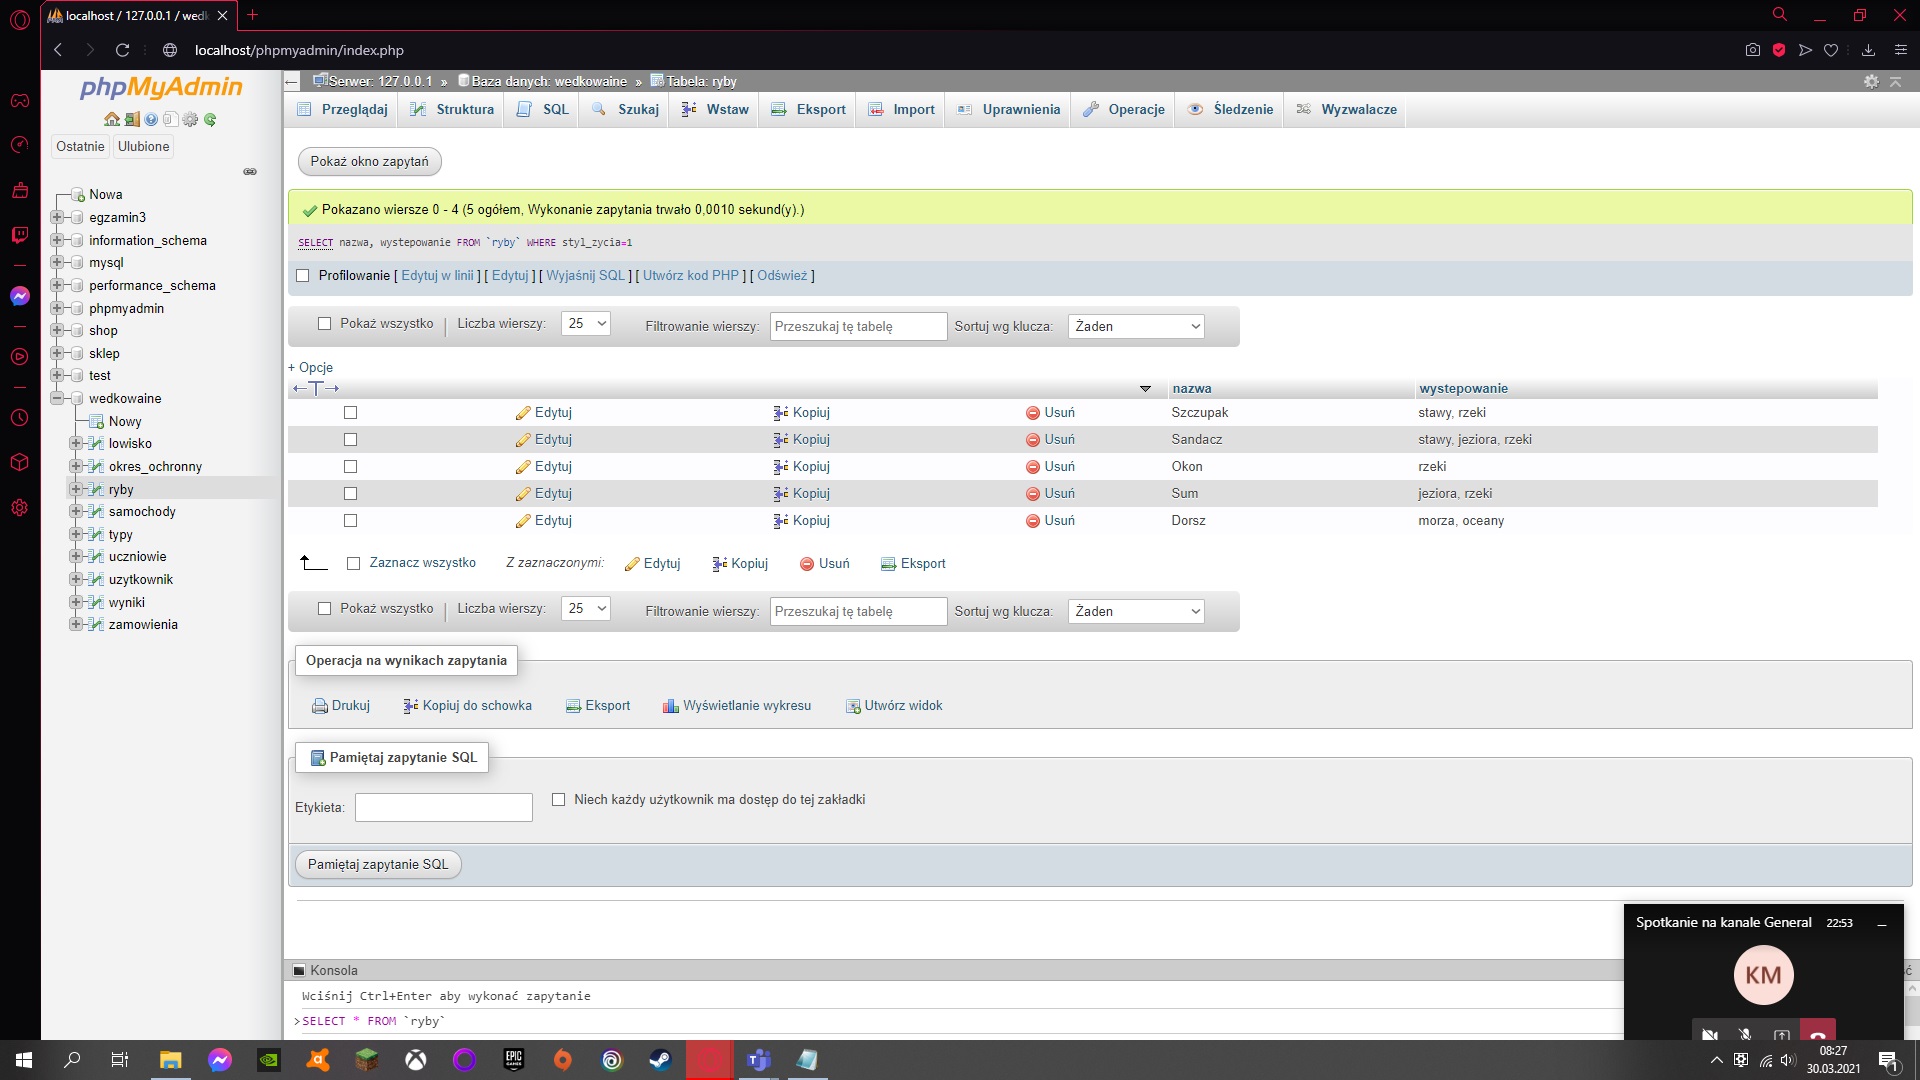 localhost / 127.0.0.1 / wedk
localhost/phpmyadmin/index.php
phpMyAdmin
Ostatnie Ulubione
Nowa
egzamin3
information_schema
mysql
performance_schema
phpmyadmin
shop
sklep
test
wedkowaine
Nowy
lowisko
okres_ochronny
ryby
samochody
typy
uczniowie
uzytkownik
wyniki
zamowienia
Serwer: 127.0.0.1 » Baza danych: wedkowaine » Tabela: ryby
Przeglądaj Struktura SQL Szukaj Wstaw Eksport Import Uprawnienia Operacje Śledzenie Wyzwalacze
Pokaż okno zapytań
Pokazano wiersze 0 - 4 (5 ogółem, Wykonanie zapytania trwało 0,0010 sekund(y).)
SELECT nazwa, wystepowanie FROM `ryby` WHERE styl_zycia=1
Profilowanie [ Edytuj w linii ] [ Edytuj ] [ Wyjaśnij SQL ] [ Utwórz kod PHP ] [ Odśwież ]
Pokaż wszystko Liczba wierszy: 25 Filtrowanie wierszy: Przeszukaj tę tabelę Sortuj wg klucza: Żaden
+ Opcje
←T→ nazwa wystepowanie
Edytuj Kopiuj Usuń Szczupak stawy, rzeki
Edytuj Kopiuj Usuń Sandacz stawy, jeziora, rzeki
Edytuj Kopiuj Usuń Okon rzeki
Edytuj Kopiuj Usuń Sum jeziora, rzeki
Edytuj Kopiuj Usuń Dorsz morza, oceany
Zaznacz wszystko Z zaznaczonymi: Edytuj Kopiuj Usuń Eksport
Pokaż wszystko Liczba wierszy: 25 Filtrowanie wierszy: Przeszukaj tę tabelę Sortuj wg klucza: Żaden
Operacja na wynikach zapytania
Drukuj Kopiuj do schowka Eksport Wyświetlanie wykresu Utwórz widok
Pamiętaj zapytanie SQL
Etykieta: Niech każdy użytkownik ma dostęp do tej zakładki
Pamiętaj zapytanie SQL
Konsola
Wciśnij Ctrl+Enter aby wykonać zapytanie
>SELECT * FROM `ryby`
Spotkanie na kanale General 22:53
KM
EPIC GAMES
08:27
30.03.2021
1